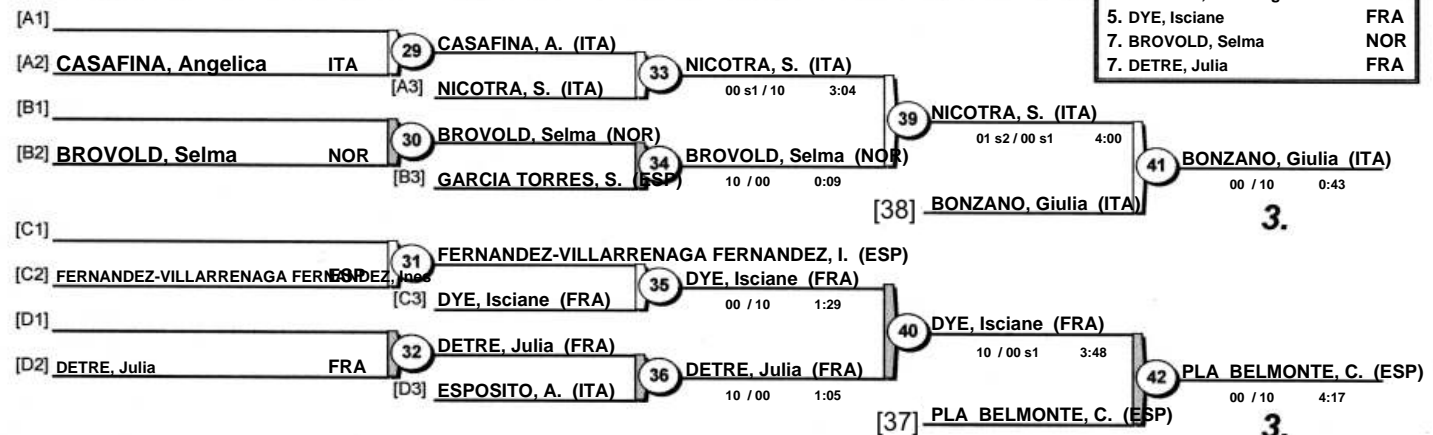 5. DYE, Isciane FRA
7. BROVOLD, Selma NOR
7. DETRE, Julia FRA
[A1]
[A2] CASAFINA, Angelica ITA
29 CASAFINA, A. (ITA)
[A3] NICOTRA, S. (ITA)
33 NICOTRA, S. (ITA)
00 s1 / 10 3:04
[B1]
[B2] BROVOLD, Selma NOR
30 BROVOLD, Selma (NOR)
[B3] GARCIA TORRES, S. (ESP)
34 BROVOLD, Selma (NOR)
10 / 00 0:09
39 NICOTRA, S. (ITA)
01 s2 / 00 s1 4:00
[38] BONZANO, Giulia (ITA)
41 BONZANO, Giulia (ITA)
00 / 10 0:43
3.
[C1]
[C2] FERNANDEZ-VILLARRENAGA FERNANDEZ, Ines ESP
31 FERNANDEZ-VILLARRENAGA FERNANDEZ, I. (ESP)
[C3] DYE, Isciane (FRA)
35 DYE, Isciane (FRA)
00 / 10 1:29
[D1]
[D2] DETRE, Julia FRA
32 DETRE, Julia (FRA)
[D3] ESPOSITO, A. (ITA)
36 DETRE, Julia (FRA)
10 / 00 1:05
40 DYE, Isciane (FRA)
10 / 00 s1 3:48
[37] PLA BELMONTE, C. (ESP)
42 PLA BELMONTE, C. (ESP)
00 / 10 4:17
3.